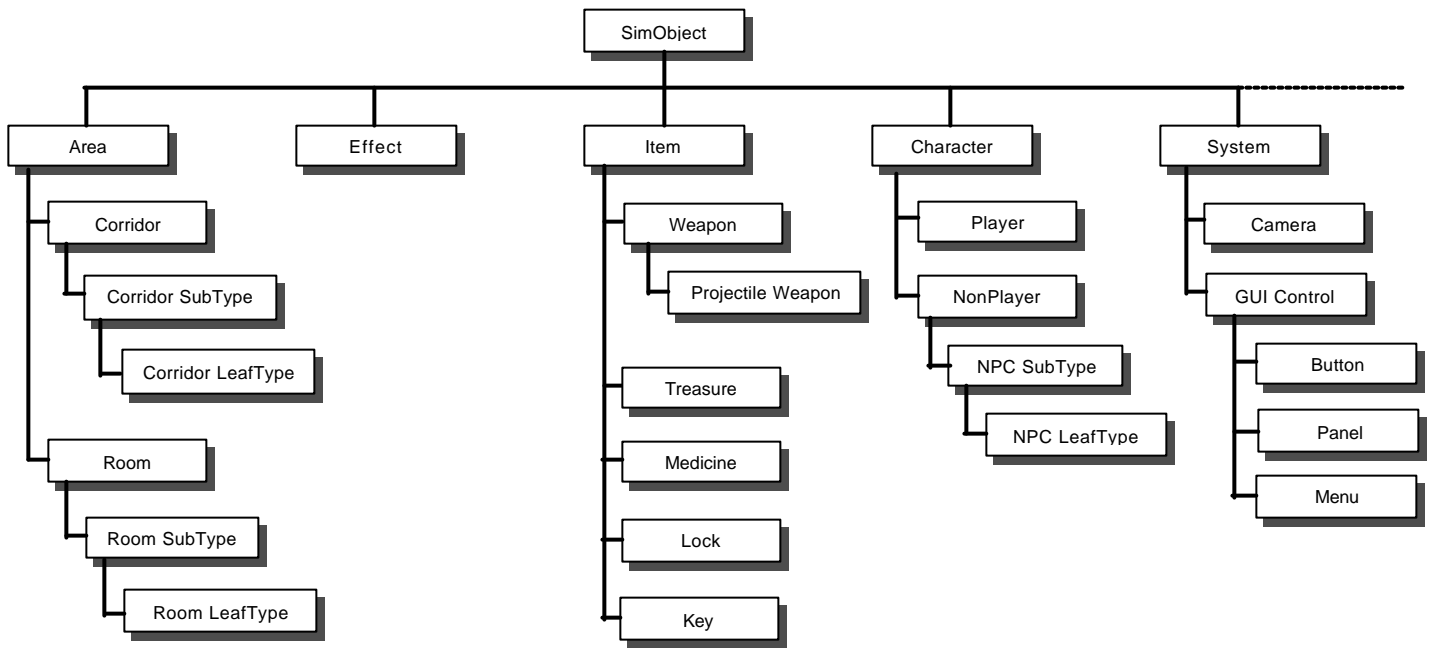 SimObject
Area
Effect
Item
Character
System
Corridor
Corridor SubType
Corridor LeafType
Room
Room SubType
Room LeafType
Weapon
Projectile Weapon
Treasure
Medicine
Lock
Key
Player
NonPlayer
NPC SubType
NPC LeafType
Camera
GUI Control
Button
Panel
Menu